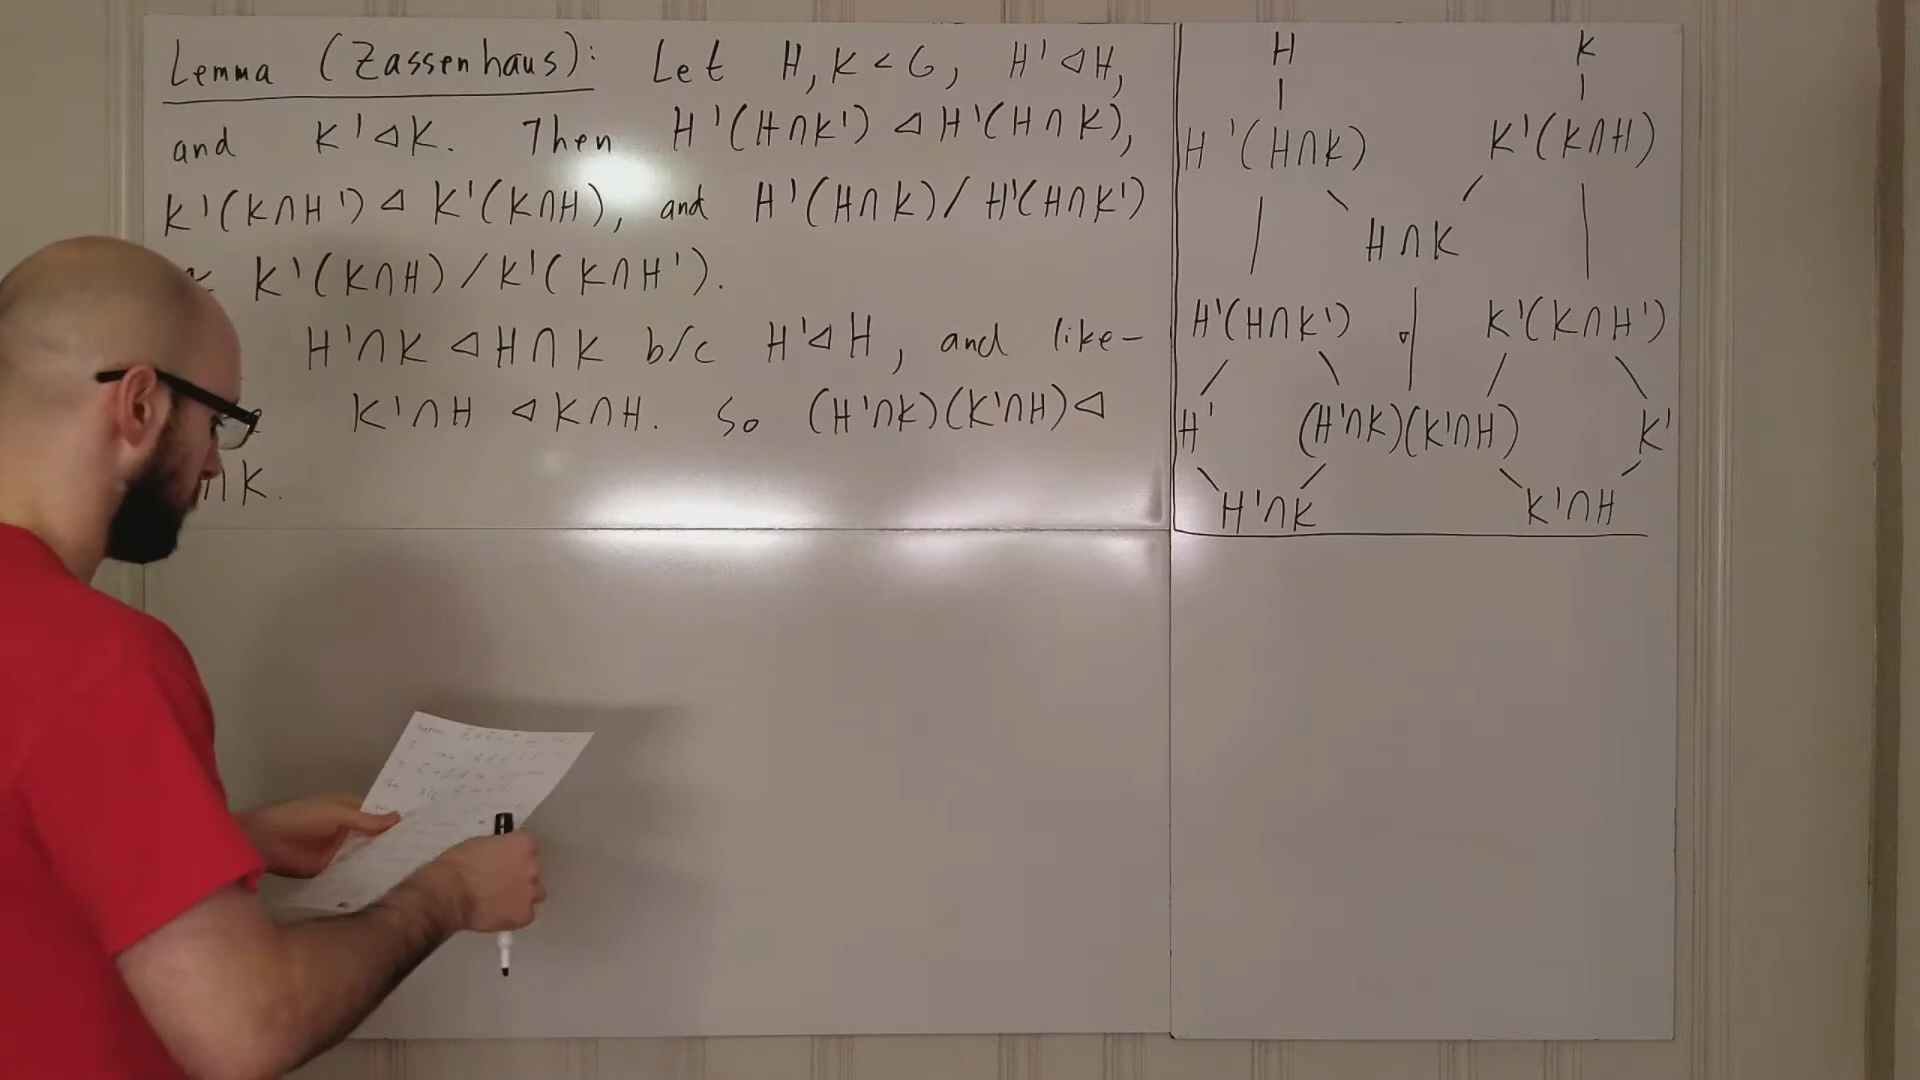 Lemma (Zassenhaus): Let H, K < G, H' ⊲ H,
and K' ⊲ K. Then H'(H∩K') ⊲ H'(H∩K),
K'(K∩H') ⊲ K'(K∩H), and H'(H∩K)/H'(H∩K')
K'(K∩H)/K'(K∩H').
H'∩K ⊲ H∩K b/c H' ⊲ H, and like-
K'∩H ⊲ K∩H. So (H'∩K)(K'∩H) ⊲
∩K.
H K
H'(H∩K) K'(K∩H)
H∩K
H'(H∩K') K'(K∩H')
H' (H'∩K)(K'∩H) K'
H'∩K K'∩H